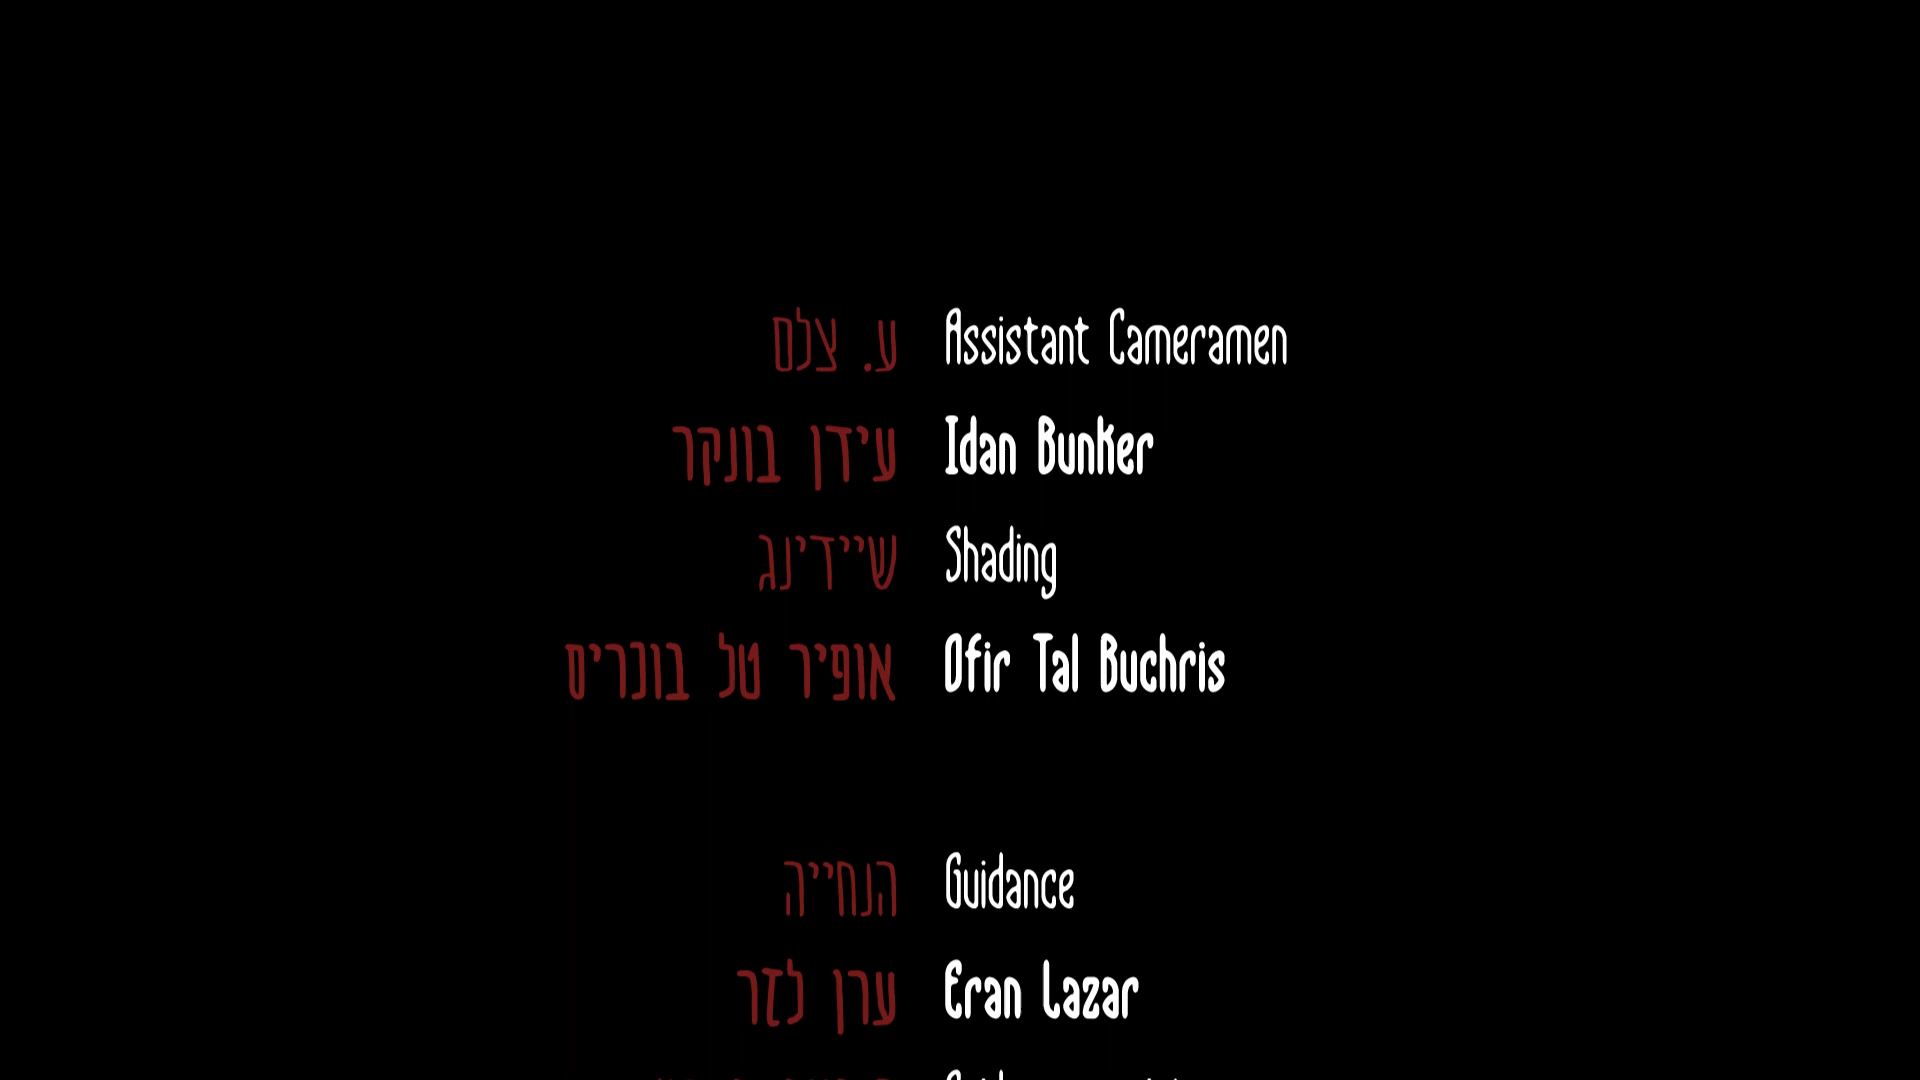 ע. צלם Assistant Cameramen
עידן בונקר Idan Bunker
שיידינג Shading
אופיר טל בוכריס Ofir Tal Buchris
הנחייה Guidance
ערן לזר Eran Lazar